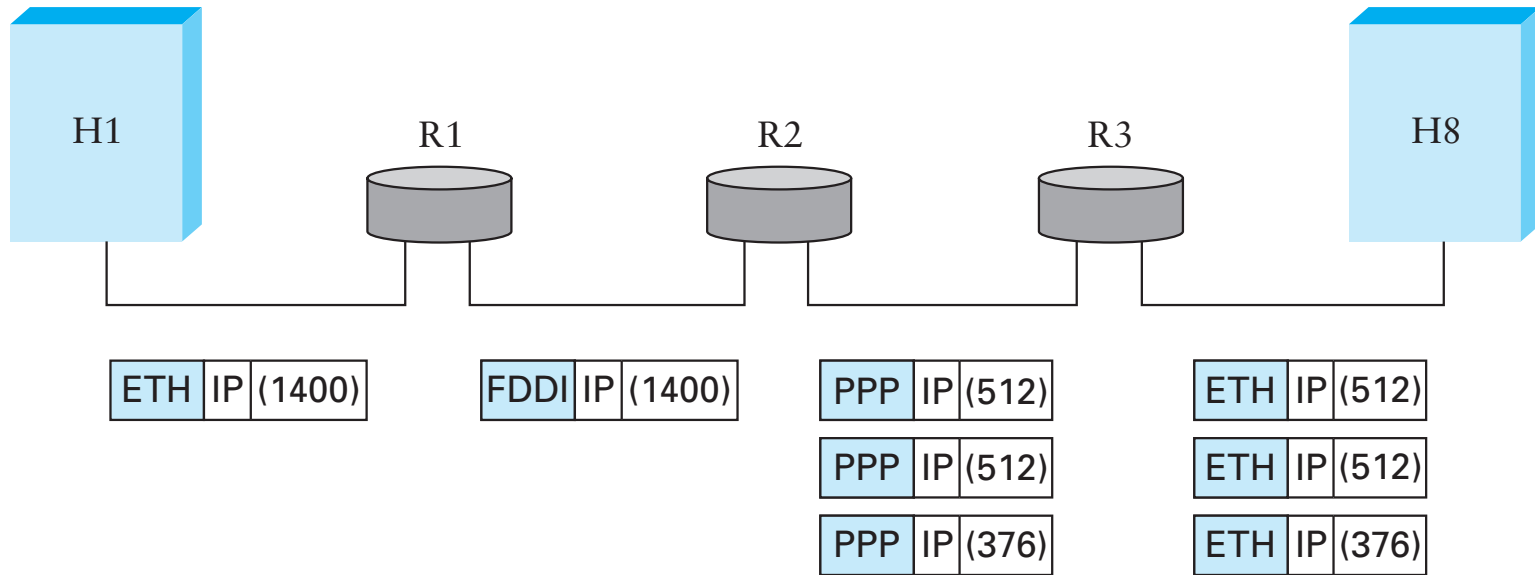 H1
R1
R2
R3
H8
ETH IP (1400)
FDDI IP (1400)
PPP IP (512)
ETH IP (512)
PPP IP (512)
ETH IP (512)
PPP IP (376)
ETH IP (376)